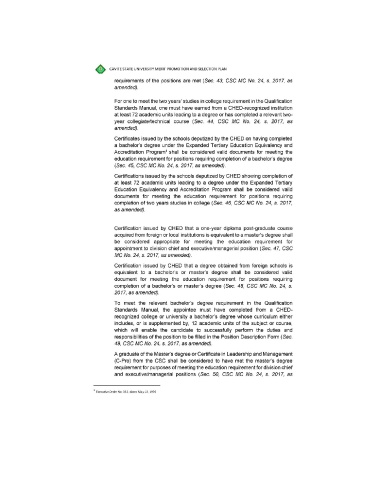 CAVITE STATE UNIVERSITY MERIT PROMOTION AND SELECTION PLAN
requirements of the positions are met (Sec. 43, CSC MC No. 24, s. 2017, as
amended).
For one to meet the two years' studies in college requirement in the Qualification
Standards Manual, one must have earned from a CHED-recognized institution
at least 72 academic units leading to a degree or has completed a relevant two-
year collegiate/technical course (Sec. 44, CSC MC No. 24, s. 2017, as
amended).
Certificates issued by the schools deputized by the CHED on having completed
a bachelor's degree under the Expanded Tertiary Education Equivalency and
Accreditation Program⁴ shall be considered valid documents for meeting the
education requirement for positions requiring completion of a bachelor's degree
(Sec. 45, CSC MC No. 24, s. 2017, as amended).
Certifications issued by the schools deputized by CHED showing completion of
at least 72 academic units leading to a degree under the Expanded Tertiary
Education Equivalency and Accreditation Program shall be considered valid
documents for meeting the education requirement for positions requiring
completion of two years studies in college (Sec. 46, CSC MC No. 24, s. 2017,
as amended).
Certification issued by CHED that a one-year diploma post-graduate course
acquired from foreign or local institutions is equivalent to a master's degree shall
be considered appropriate for meeting the education requirement for
appointment to division chief and executive/managerial position (Sec. 47, CSC
MC No. 24, s. 2017, as amended).
Certification issued by CHED that a degree obtained from foreign schools is
equivalent to a bachelor's or master's degree shall be considered valid
document for meeting the education requirement for positions requiring
completion of a bachelor's or master's degree (Sec. 48, CSC MC No. 24, s.
2017, as amended).
To meet the relevant bachelor's degree requirement in the Qualification
Standards Manual, the appointee must have completed from a CHED-
recognized college or university a bachelor's degree whose curriculum either
includes, or is supplemented by, 12 academic units of the subject or course,
which will enable the candidate to successfully perform the duties and
responsibilities of the position to be filled in the Position Description Form (Sec.
49, CSC MC No. 24, s. 2017, as amended).
A graduate of the Master's degree or Certificate in Leadership and Management
(C-Pro) from the CSC shall be considered to have met the master's degree
requirement for purposes of meeting the education requirement for division chief
and executive/managerial positions (Sec. 50, CSC MC No. 24, s. 2017, as